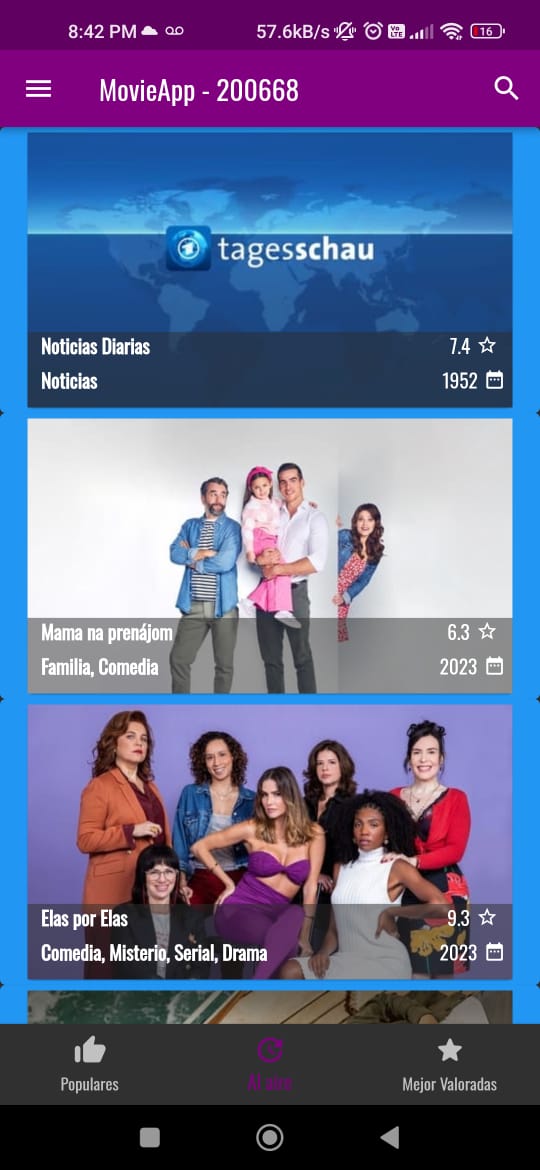 8:42 PM 57.6kB/s Vo LTE 16
MovieApp - 200668
tagesschau
Noticias Diarias 7.4
Noticias 1952
Mama na prenájom 6.3
Familia, Comedia 2023
Elas por Elas 9.3
Comedia, Misterio, Serial, Drama 2023
Populares Al aire Mejor Valoradas